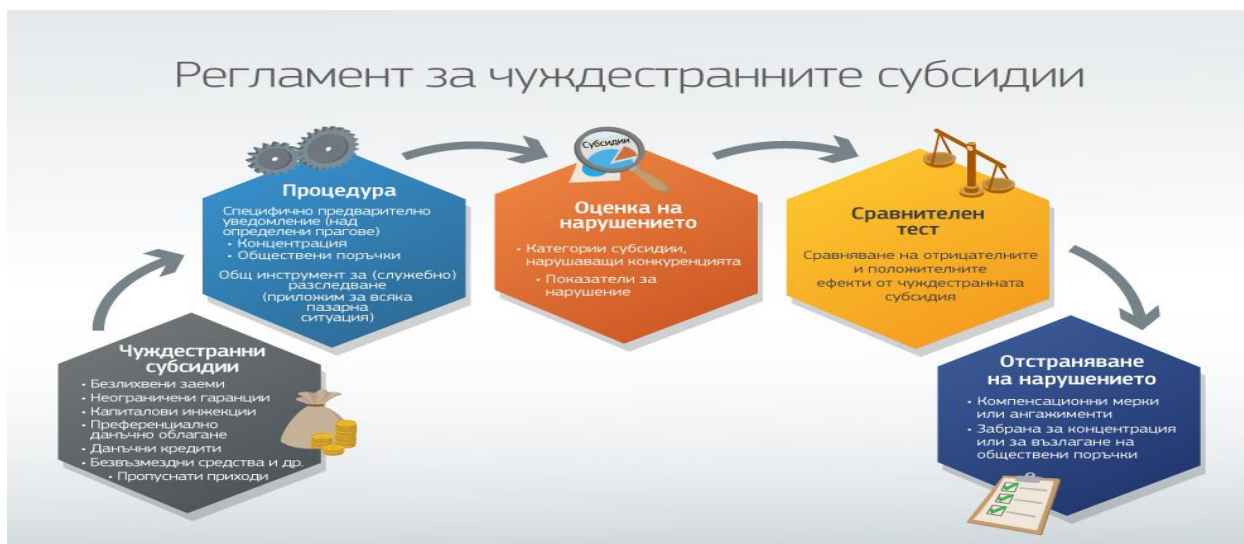 Регламент за чуждестранните субсидии
Чуждестранни
субсидии
• Безлихвени заеми
• Неограничени гаранции
• Капиталови инжекции
• Преференциално
данъчно облагане
• Данъчни кредити
• Безвъзмездни средства и др.
• Пропуснати приходи
Процедура
Специфично предварително
уведомление (над
определени прагове)
• Концентрация
• Обществени поръчки
Общ инструмент за (служебно)
разследване
(приложим за всяка
пазарна
ситуация)
Субсидии
Оценка на
нарушението
• Категории субсидии,
нарушаващи конкуренцията
• Показатели за
нарушение
Сравнителен
тест
Сравняване на отрицателните
и положителните
ефекти от чуждестранната
субсидия
Отстраняване
на нарушението
• Компенсационни мерки
или ангажименти
• Забрана за концентрация
или за възлагане на
обществени поръчки